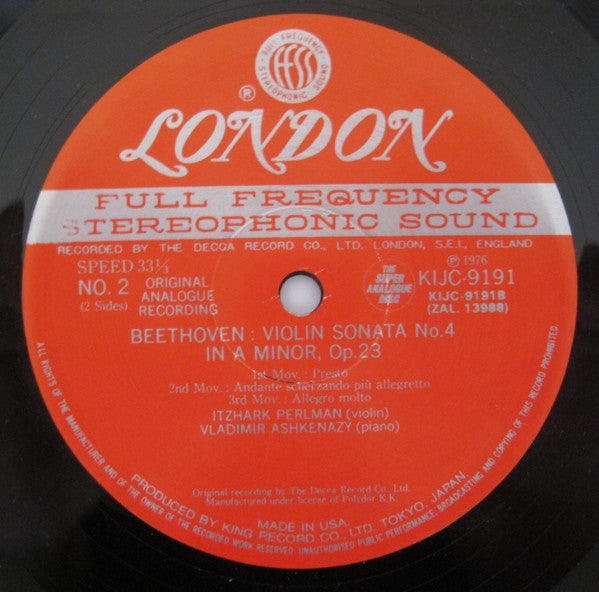 FULL FREQUENCY
STEREOPHONIC SOUND
FFSS
®
LONDON
FULL FREQUENCY
STEREOPHONIC SOUND
RECORDED BY THE DECCA RECORD CO., LTD. LONDON, S.E.I., ENGLAND
SPEED 33⅓
NO. 2
(2 Sides)
ORIGINAL
ANALOGUE
RECORDING
THE
SUPER
ANALOGUE
DISC
Ⓟ 1976
KIJC-9191
KIJC-9191B
(ZAL. 13988)
BEETHOVEN : VIOLIN SONATA No.4
IN A MINOR, Op.23
1st Mov. : Presto
2nd Mov. : Andante scherzando più allegretto
3rd Mov. : Allegro molto
ITZHARK PERLMAN (violin)
VLADIMIR ASHKENAZY (piano)
Original recording by The Decca Record Co., Ltd.
Manufactured under license of Polydor K.K.
MADE IN USA.
PRODUCED BY KING RECORD CO., LTD. TOKYO, JAPAN.
ALL RIGHTS OF THE MANUFACTURER AND OF THE OWNER OF THE RECORDED WORK RESERVED. UNAUTHORISED PUBLIC PERFORMANCE, BROADCASTING AND COPYING OF THIS RECORD PROHIBITED.